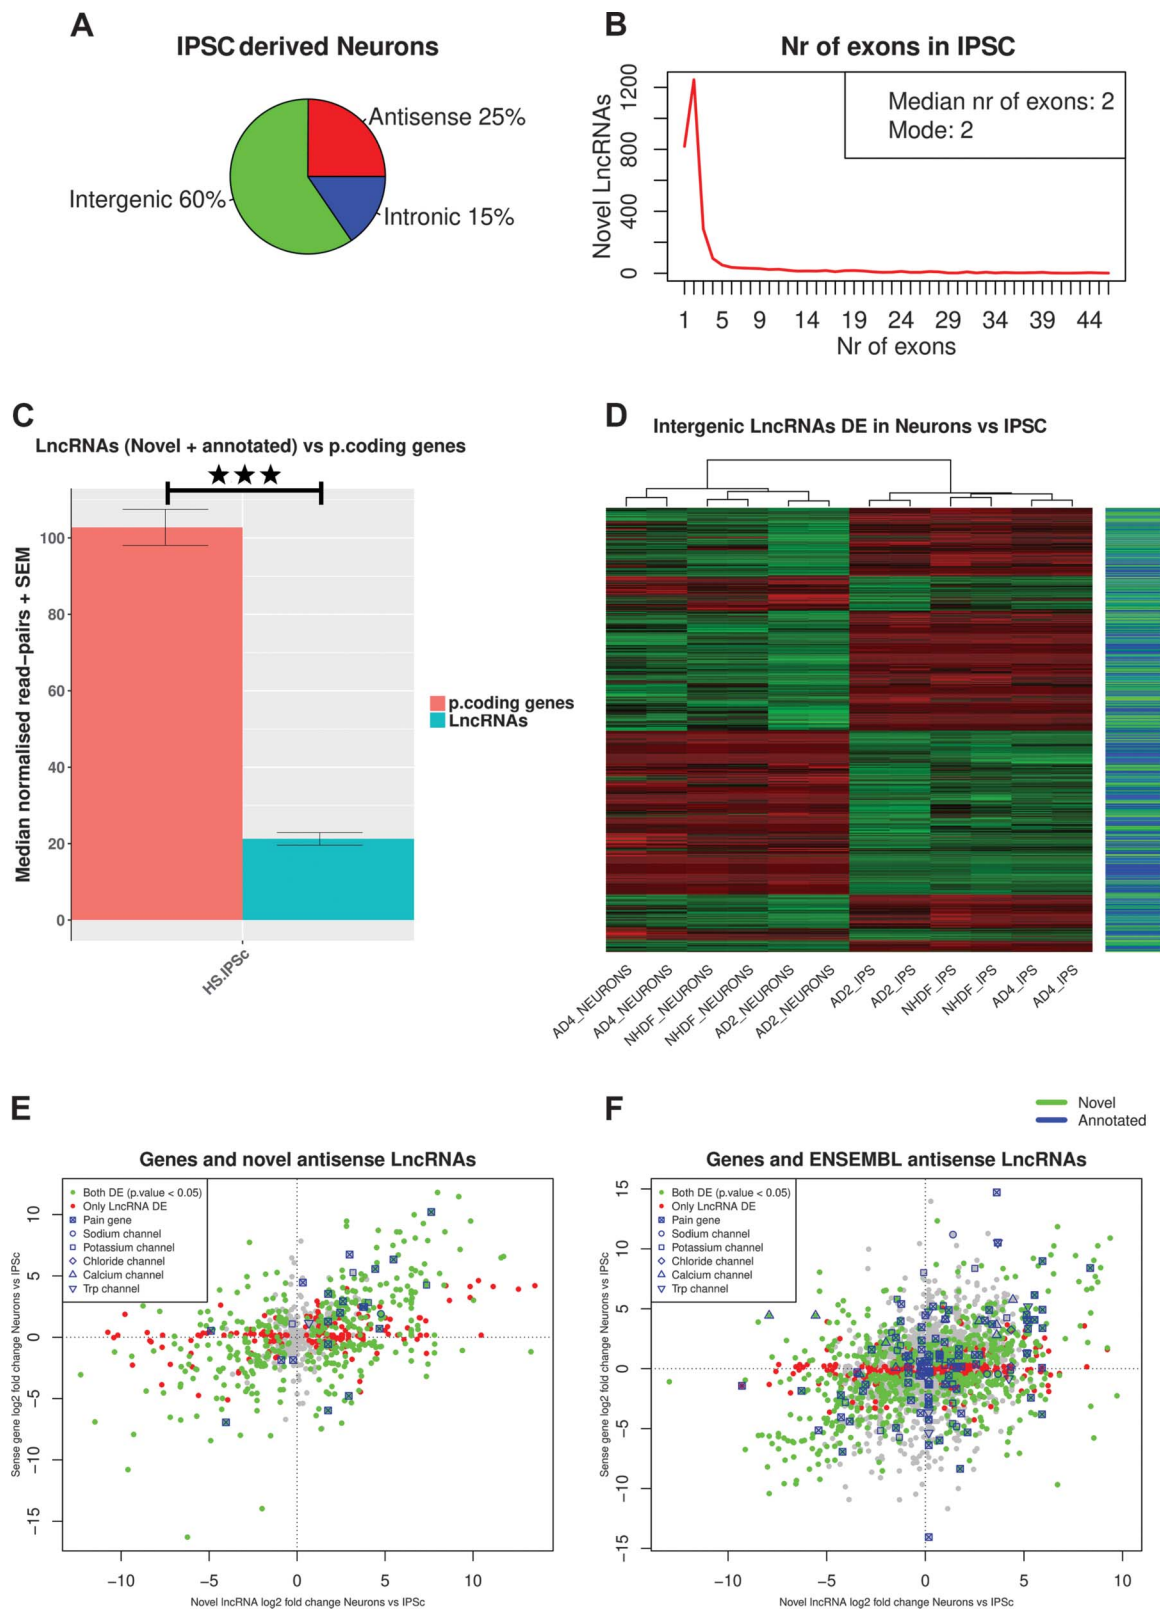 A
IPSC derived Neurons
Antisense 25%
Intergenic 60%
Intronic 15%
B
Nr of exons in IPSC
Median nr of exons: 2
Mode: 2
Novel LncRNAs
1200
800
400
0
1 5 9 14 19 24 29 34 39 44
Nr of exons
C
LncRNAs (Novel + annotated) vs p.coding genes
★★★
Median normalised read-pairs + SEM
100
80
60
40
20
0
HS.IPSc
p.coding genes
LncRNAs
D
Intergenic LncRNAs DE in Neurons vs IPSC
AD4_NEURONS
AD4_NEURONS
NHDF_NEURONS
NHDF_NEURONS
AD2_NEURONS
AD2_NEURONS
AD2_IPS
AD2_IPS
NHDF_IPS
NHDF_IPS
AD4_IPS
AD4_IPS
Novel
Annotated
E
Genes and novel antisense LncRNAs
Both DE (p.value < 0.05)
Only LncRNA DE
Pain gene
Sodium channel
Potassium channel
Chloride channel
Calcium channel
Trp channel
Sense gene log2 fold change Neurons vs IPSc
10
5
0
−5
−10
−15
−10 −5 0 5 10
Novel lncRNA log2 fold change Neurons vs IPSc
F
Genes and ENSEMBL antisense LncRNAs
Both DE (p.value < 0.05)
Only LncRNA DE
Pain gene
Sodium channel
Potassium channel
Chloride channel
Calcium channel
Trp channel
Sense gene log2 fold change Neurons vs IPSc
15
10
5
0
−5
−10
−15
−10 −5 0 5 10
Novel lncRNA log2 fold change Neurons vs IPSc